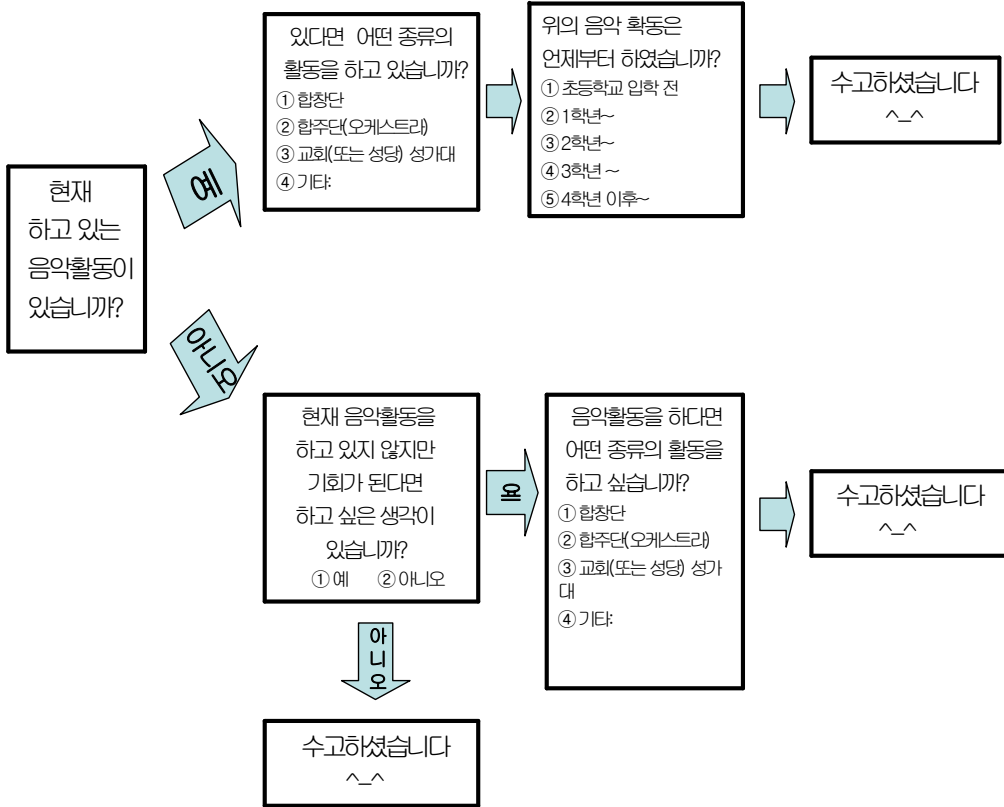 현재
하고 있는
음악활동이
있습니까?
예
있다면 어떤 종류의
활동을 하고 있습니까?
① 합창단
② 합주단(오케스트라)
③ 교회(또는 성당) 성가대
④ 기타:
위의 음악 확동은
언제부터 하였습니까?
① 초등학교 입학 전
② 1학년~
③ 2학년~
④ 3학년 ~
⑤ 4학년 이후~
수고하셨습니다
^_^
아니오
현재 음악활동을
하고 있지 않지만
기회가 된다면
하고 싶은 생각이
있습니까?
① 예 ② 아니오
음악활동을 하다면
어떤 종류의 활동을
하고 싶습니까?
① 합창단
② 합주단(오케스트라)
③ 교회(또는 성당) 성가
대
④ 기타:
수고하셨습니다
^_^
아
니
오
수고하셨습니다
^_^